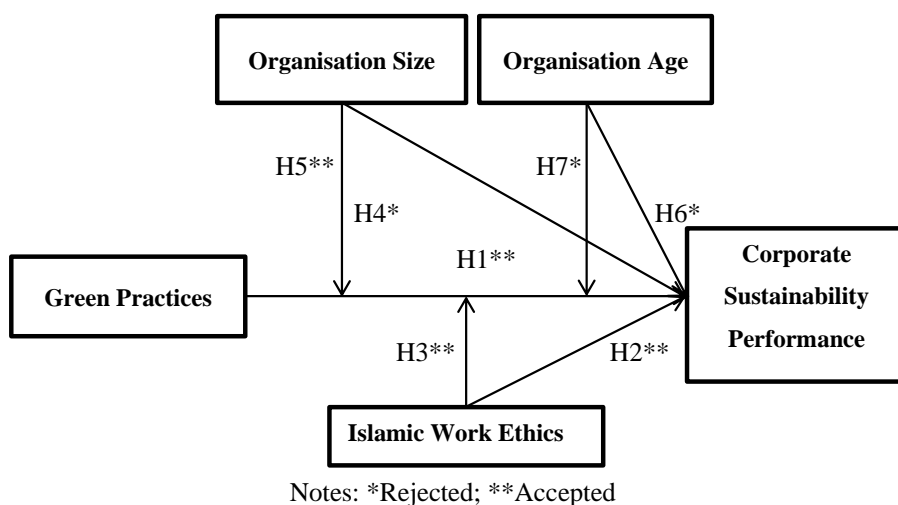 Organisation Size
Organisation Age
H5**
H7*
H4*
H6*
H1**
Corporate
Sustainability
Performance
Green Practices
H3**
H2**
Islamic Work Ethics
Notes: *Rejected; **Accepted